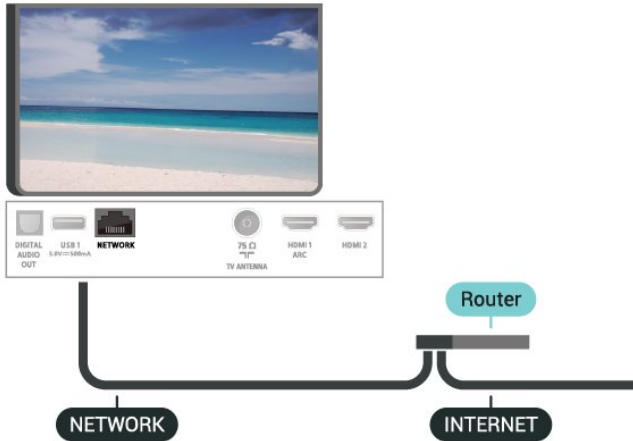 DIGITAL
AUDIO
OUT
USB 1
5.0V⎓500mA
NETWORK
75 Ω
TV ANTENNA
HDMI 1
ARC
HDMI 2
Router
NETWORK
INTERNET